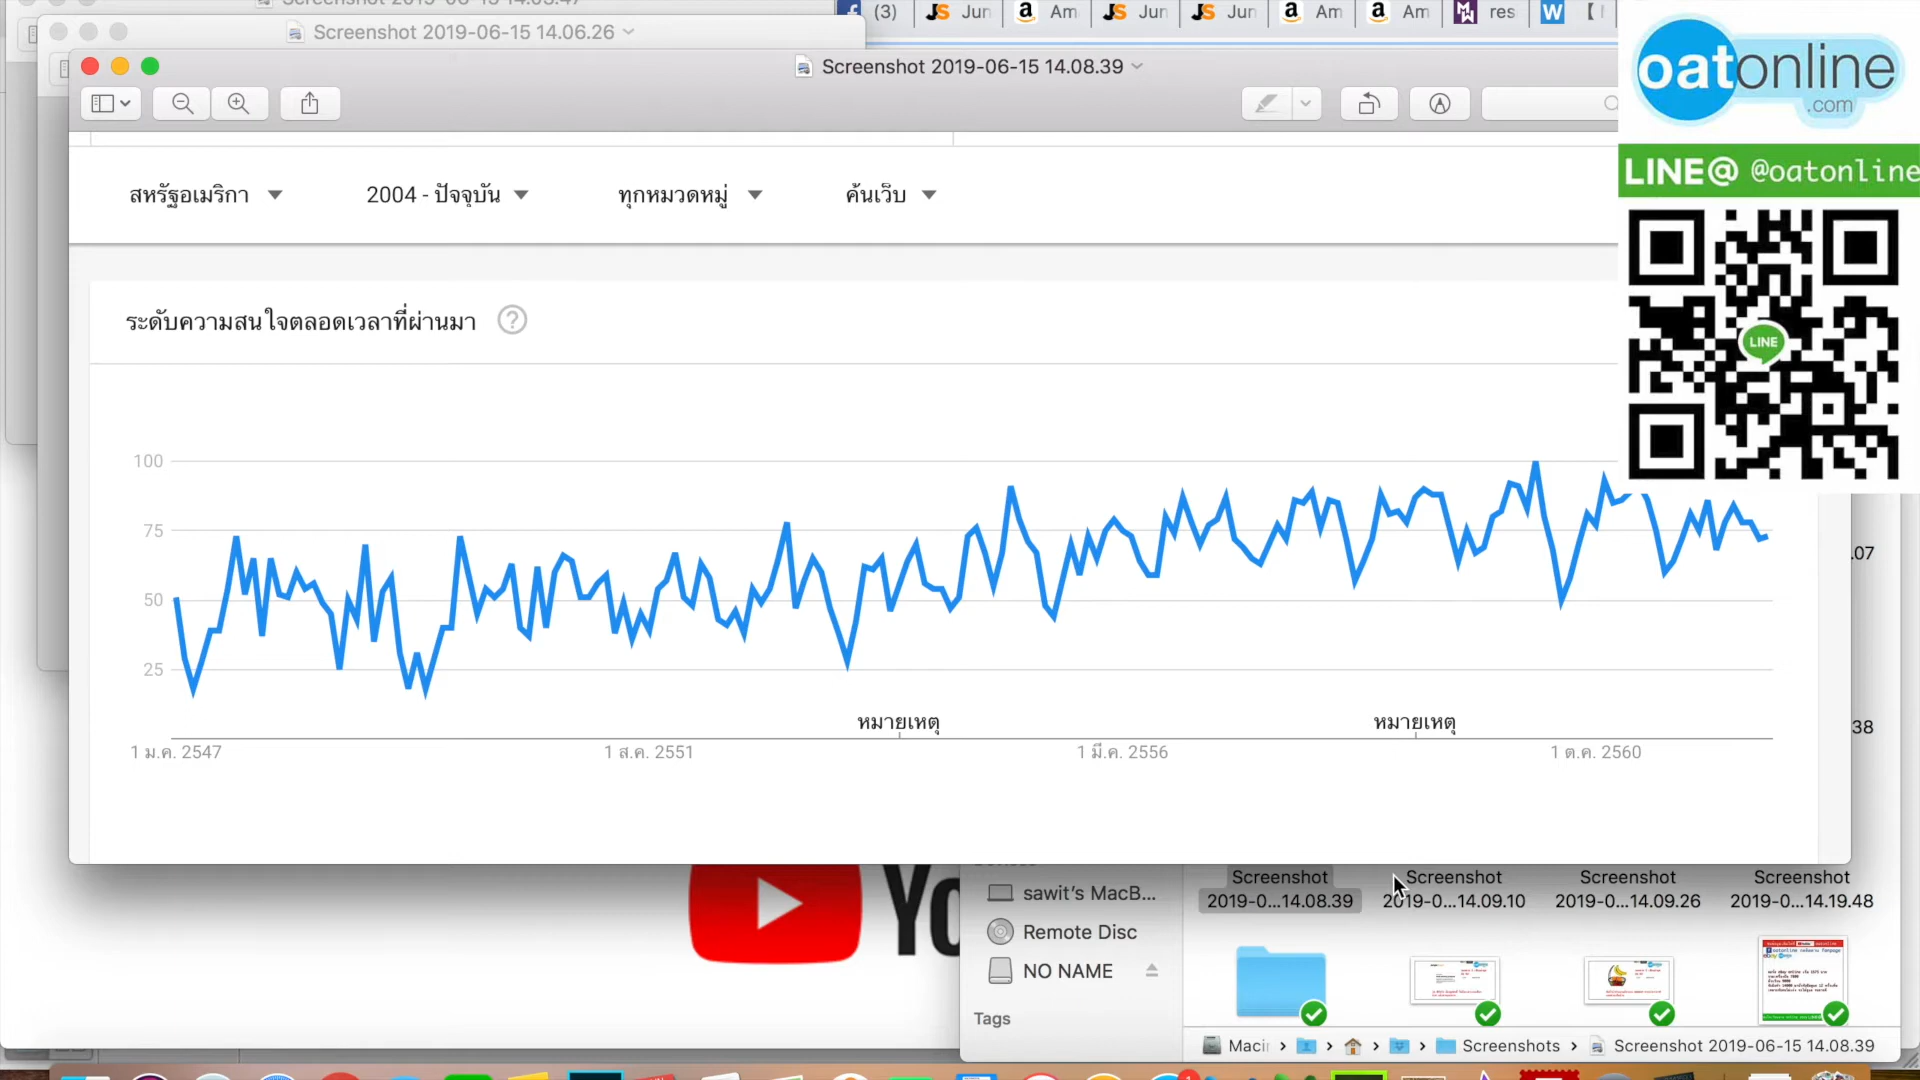 Screenshot 2019-06-15 14.06.26
(3)
Jun
Am
Jun
Jun
Am
Am
res
Screenshot 2019-06-15 14.08.39
oatonline
.com
LINE@ @oatonline
LINE
สหรัฐอเมริกา
2004 - ปัจจุบัน
ทุกหมวดหมู่
ค้นเว็บ
ระดับความสนใจตลอดเวลาที่ผ่านมา
100
75
50
25
หมายเหตุ
หมายเหตุ
1 ม.ค. 2547
1 ส.ค. 2551
1 มี.ค. 2556
1 ต.ค. 2560
.07
38
Yo
sawit's MacB...
Remote Disc
NO NAME
Tags
Screenshot
2019-0...14.08.39
Screenshot
2019-0...14.09.10
Screenshot
2019-0...14.09.26
Screenshot
2019-0...14.19.48
Maci
Screenshots
Screenshot 2019-06-15 14.08.39